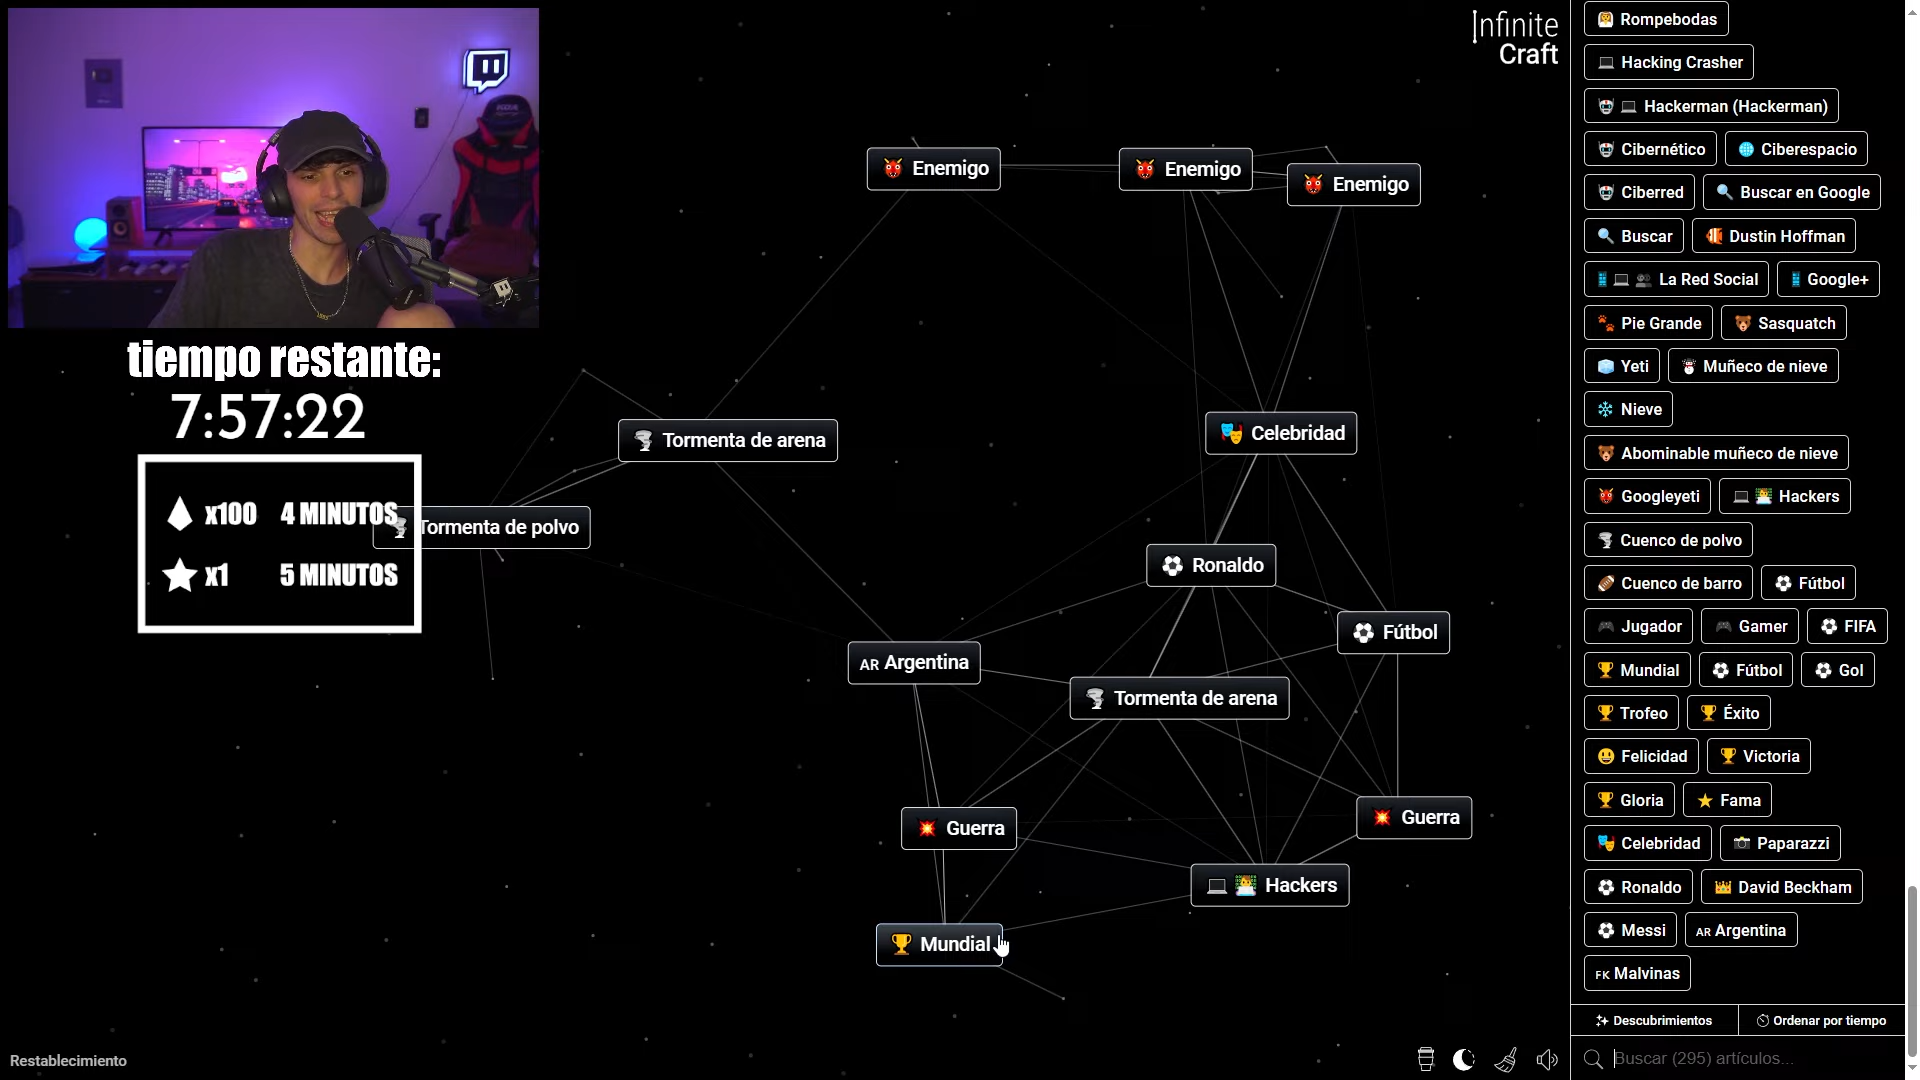 Infinite
Craft
tiempo restante:
7:57:22
x100 4 MINUTOS
x1 5 MINUTOS
Enemigo
Enemigo
Enemigo
Tormenta de arena
Celebridad
Tormenta de polvo
Ronaldo
Fútbol
AR Argentina
Tormenta de arena
Guerra
Guerra
Hackers
Mundial
Restablecimiento
Rompebodas
Hacking Crasher
Hackerman (Hackerman)
Cibernético Ciberespacio
Ciberred Buscar en Google
Buscar Dustin Hoffman
La Red Social Google+
Pie Grande Sasquatch
Yeti Muñeco de nieve
Nieve
Abominable muñeco de nieve
Googleyeti Hackers
Cuenco de polvo
Cuenco de barro Fútbol
Jugador Gamer FIFA
Mundial Fútbol Gol
Trofeo Éxito
Felicidad Victoria
Gloria Fama
Celebridad Paparazzi
Ronaldo David Beckham
Messi AR Argentina
FK Malvinas
Descubrimientos Ordenar por tiempo
Buscar (295) artículos...